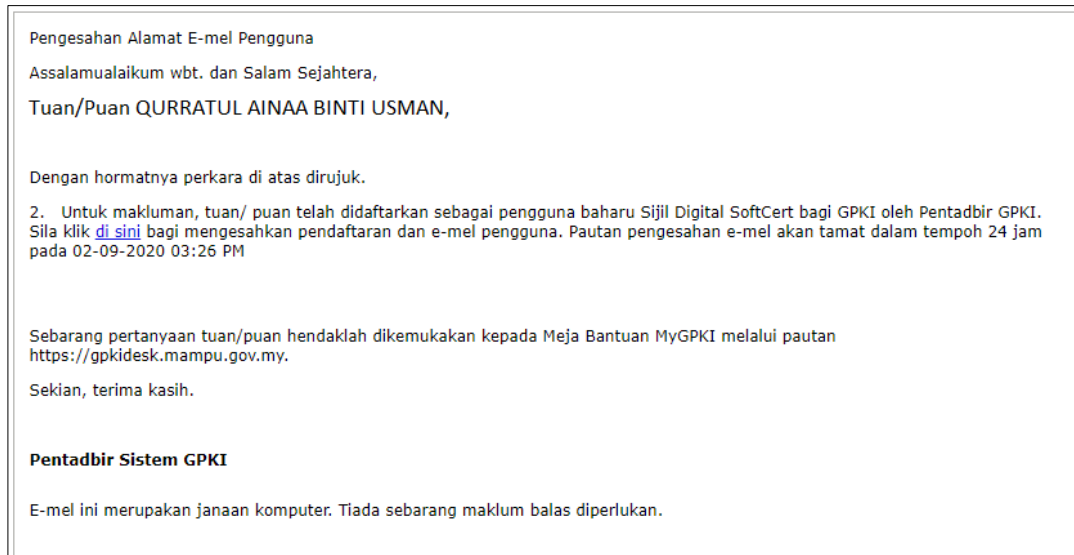 Pengesahan Alamat E-mel Pengguna
Assalamualaikum wbt. dan Salam Sejahtera,
Tuan/Puan QURRATUL AINAA BINTI USMAN,
Dengan hormatnya perkara di atas dirujuk.
2. Untuk makluman, tuan/ puan telah didaftarkan sebagai pengguna baharu Sijil Digital SoftCert bagi GPKI oleh Pentadbir GPKI.
Sila klik di sini bagi mengesahkan pendaftaran dan e-mel pengguna. Pautan pengesahan e-mel akan tamat dalam tempoh 24 jam
pada 02-09-2020 03:26 PM
Sebarang pertanyaan tuan/puan hendaklah dikemukakan kepada Meja Bantuan MyGPKI melalui pautan
https://gpkidesk.mampu.gov.my.
Sekian, terima kasih.
Pentadbir Sistem GPKI
E-mel ini merupakan janaan komputer. Tiada sebarang maklum balas diperlukan.